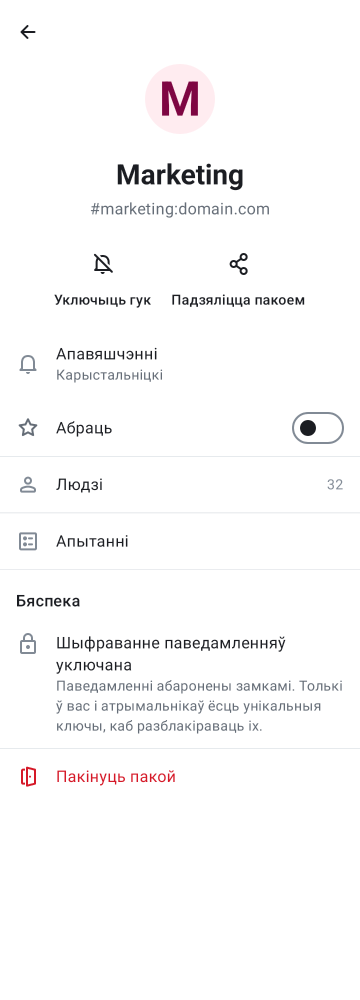 M
Marketing
#marketing:domain.com
Уключыць гук
Падзяліцца пакоем
Апавяшчэнні
Карыстальніцкі
Абраць
Людзі 32
Апытанні
Бяспека
Шыфраванне паведамленняў
уключана
Паведамленні абаронены замкамі. Толькі
ў вас і атрымальнікаў ёсць унікальныя
ключы, каб разблакіраваць іх.
Пакінуць пакой